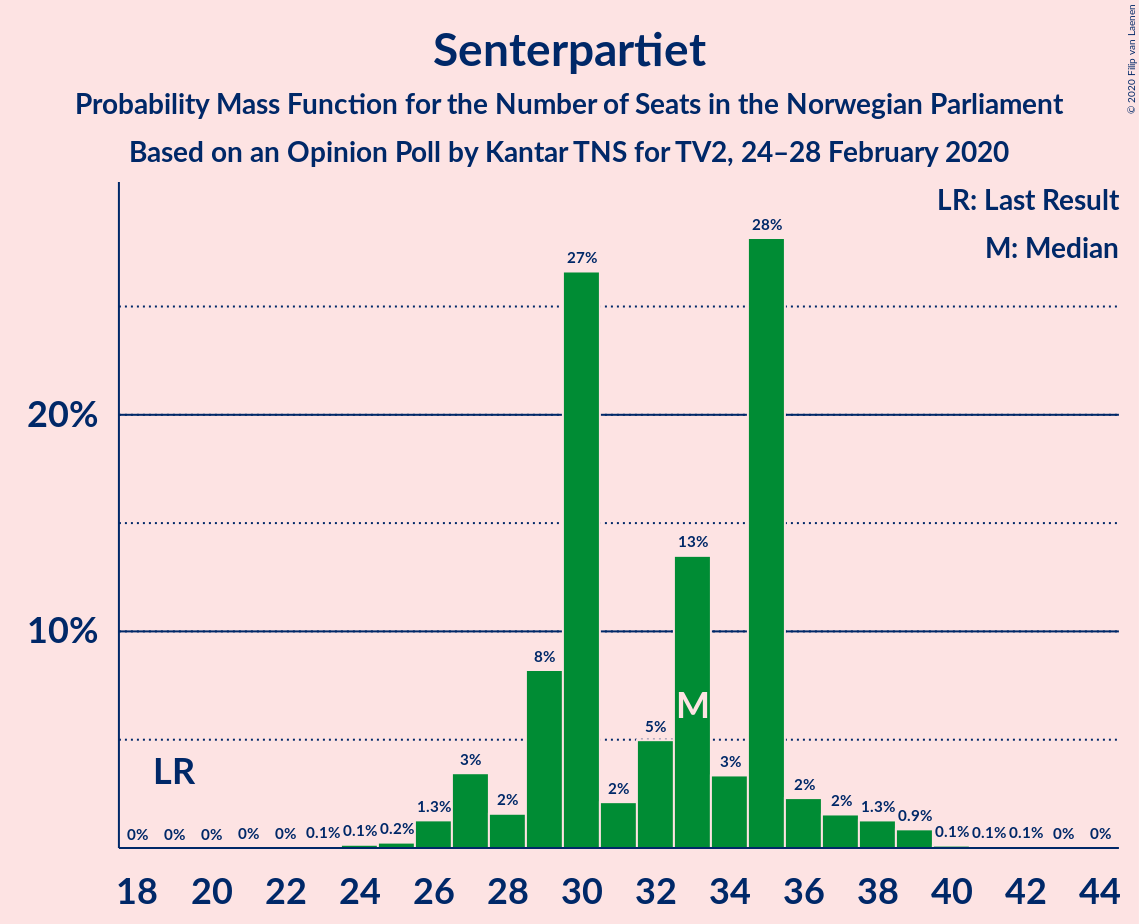 Senterpartiet
Probability Mass Function for the Number of Seats in the Norwegian Parliament
Based on an Opinion Poll by Kantar TNS for TV2, 24–28 February 2020
© 2020 Filip van Laenen
LR: Last Result
M: Median
28%
27%
20%
13%
10%
8%
M
5%
LR
3%
3%
2%
2%
2%
2%
1.3%
1.3%
0.9%
0% 0% 0% 0% 0% 0.1% 0.1% 0.2% 0.1% 0.1% 0.1% 0% 0%
18 20 22 24 26 28 30 32 34 36 38 40 42 44